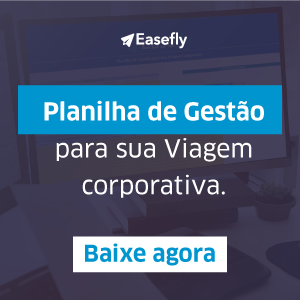 Easefly
Planilha de Gestão
para sua Viagem
corporativa.
Baixe agora